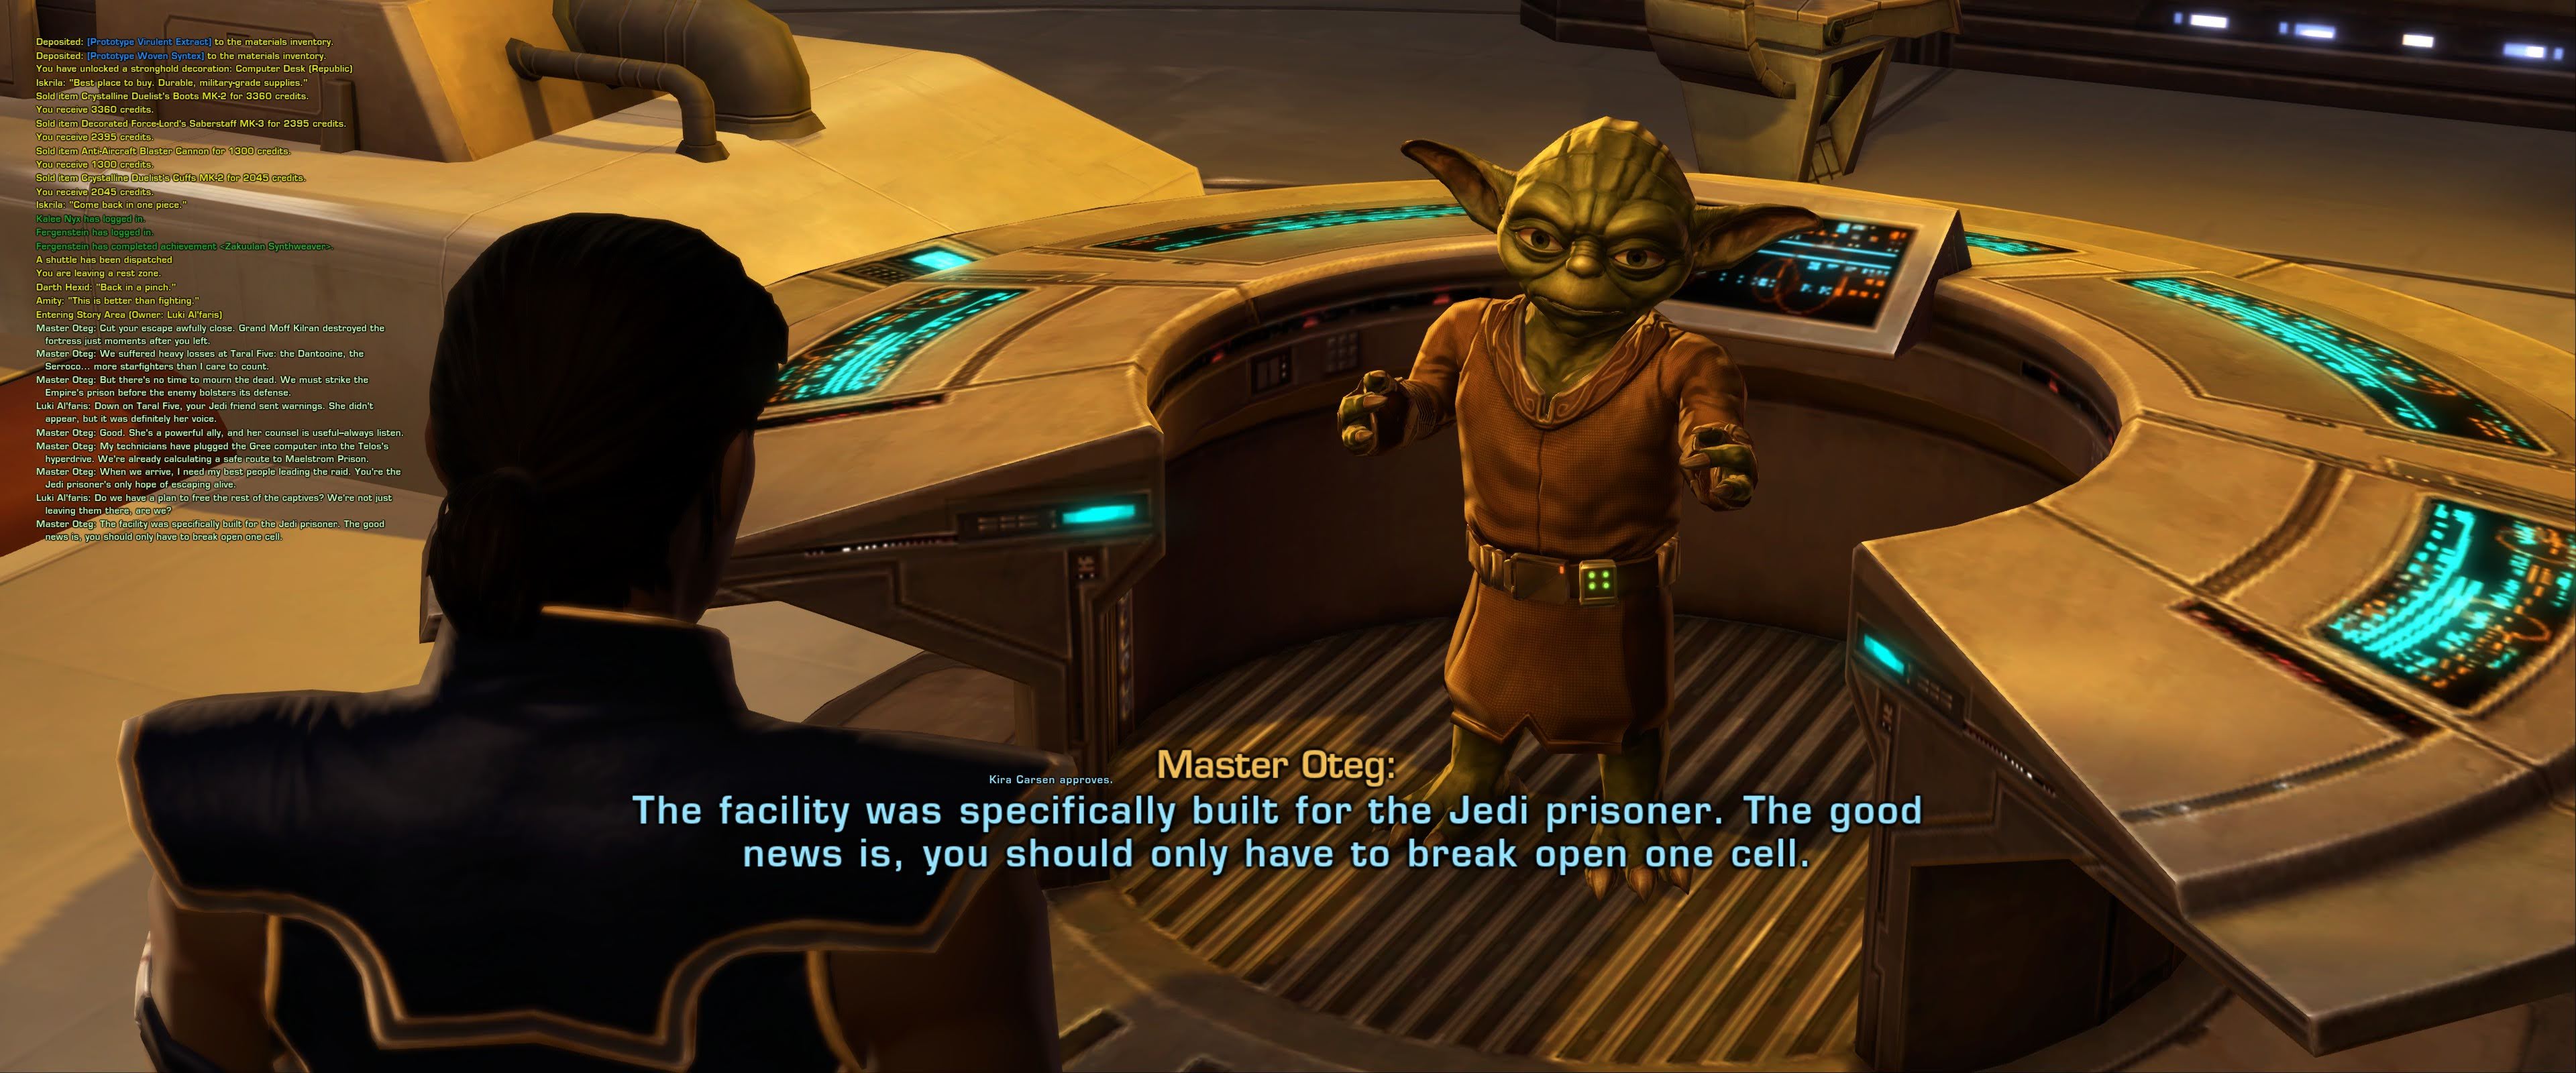 Deposited: [Prototype Virulent Extract] to the materials inventory.
Deposited: [Prototype Woven Syntex] to the materials inventory.
You have unlocked a stronghold decoration: Computer Desk (Republic)
Iskrila: "Best place to buy. Durable, military-grade supplies."
Sold item Crystalline Duelist's Boots MK-2 for 3360 credits.
You receive 3360 credits.
Sold item Decorated Force-Lord's Saberstaff MK-3 for 2395 credits.
You receive 2395 credits.
Sold item Anti-Aircraft Blaster Cannon for 1300 credits.
You receive 1300 credits.
Sold item Crystalline Duelist's Cuffs MK-2 for 2045 credits.
You receive 2045 credits.
Iskrila: "Come back in one piece."
Kalee Nyx has logged in.
Fergenstein has logged in.
Fergenstein has completed achievement <Zakuulan Synthweaver>.
A shuttle has been dispatched
You are leaving a rest zone.
Darth Hexid: "Back in a pinch."
Amity: "This is better than fighting."
Entering Story Area (Owner: Luki Al'faris)
Master Oteg: Cut your escape awfully close. Grand Moff Kilran destroyed the
fortress just moments after you left.
Master Oteg: We suffered heavy losses at Taral Five: the Dantooine, the
Serroco... more starfighters than I care to count.
Master Oteg: But there's no time to mourn the dead. We must strike the
Empire's prison before the enemy bolsters its defense.
Luki Al'faris: Down on Taral Five, your Jedi friend sent warnings. She didn't
appear, but it was definitely her voice.
Master Oteg: Good. She's a powerful ally, and her counsel is useful—always listen.
Master Oteg: My technicians have plugged the Gree computer into the Telos's
hyperdrive. We're already calculating a safe route to Maelstrom Prison.
Master Oteg: When we arrive, I need my best people leading the raid. You're the
Jedi prisoner's only hope of escaping alive.
Luki Al'faris: Do we have a plan to free the rest of the captives? We're not just
leaving them there, are we?
Master Oteg: The facility was specifically built for the Jedi prisoner. The good
news is, you should only have to break open one cell.
Master Oteg:
Kira Carsen approves.
The facility was specifically built for the Jedi prisoner. The good
news is, you should only have to break open one cell.